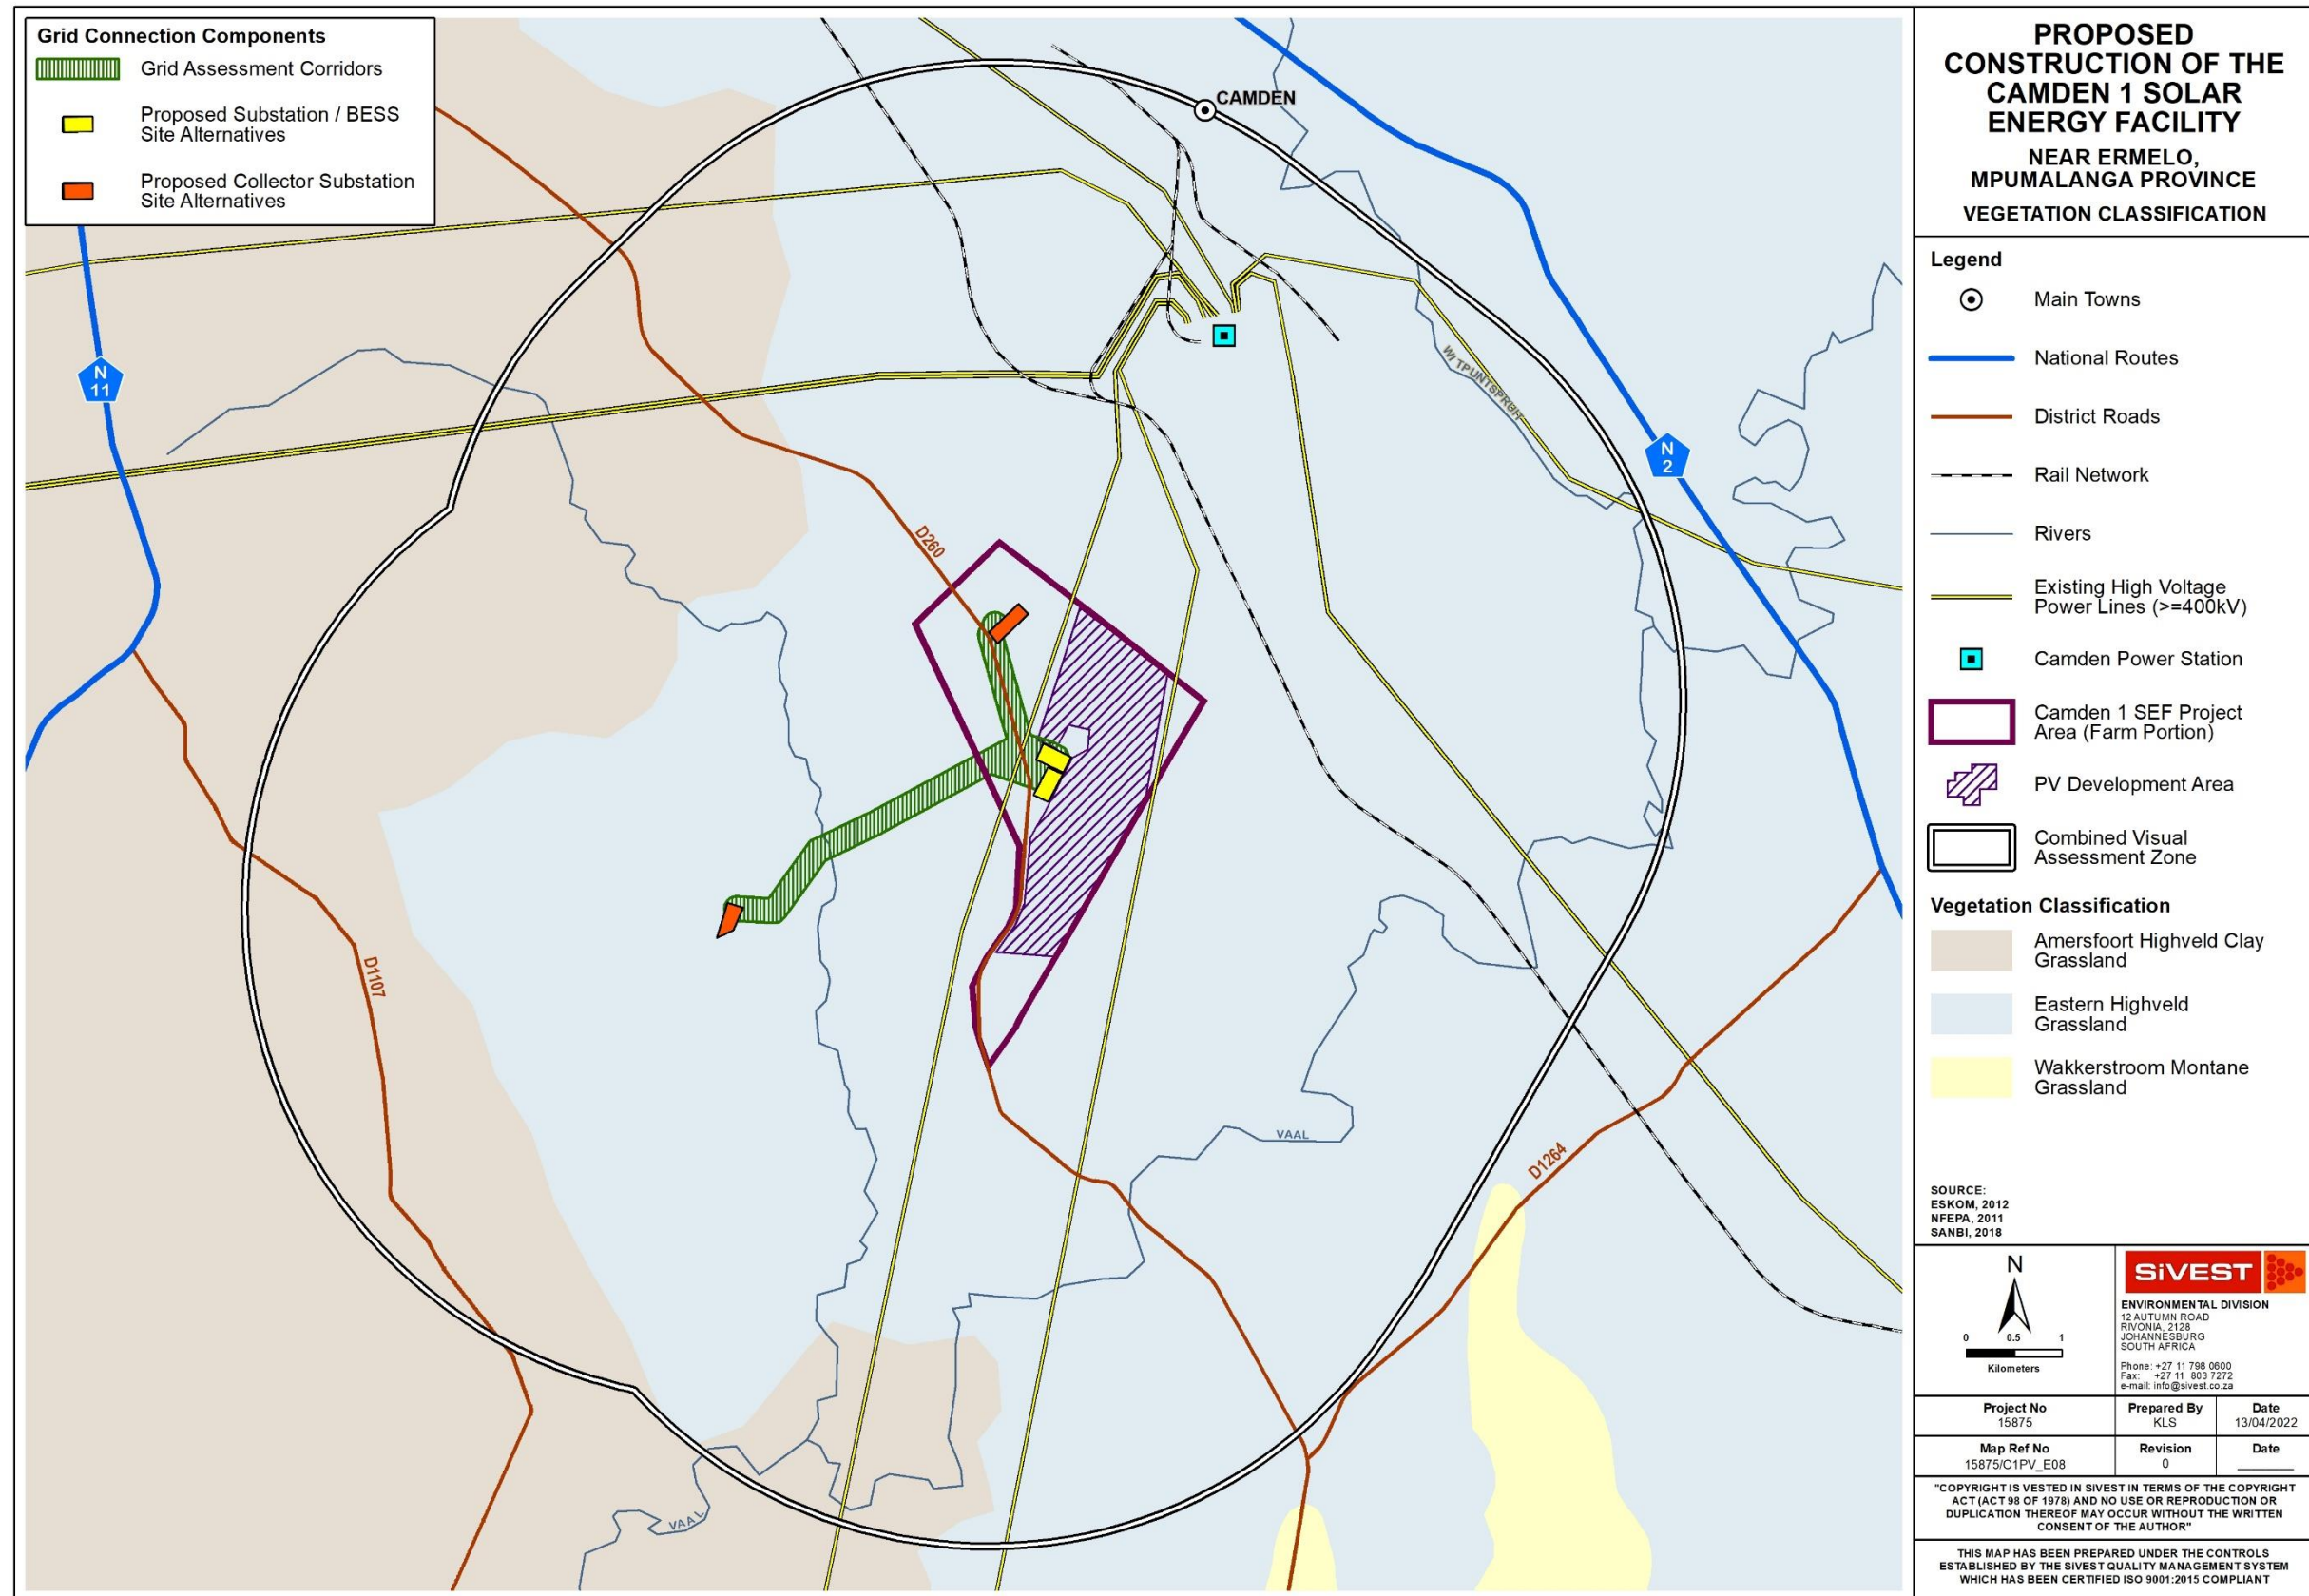 Grid Connection Components
Grid Assessment Corridors
Proposed Substation / BESS
Site Alternatives
Proposed Collector Substation
Site Alternatives
CAMDEN
N
11
N
2
WITPUNTSPRUIT
D260
D1107
VAAL
D1264
VAAL
PROPOSED
CONSTRUCTION OF THE
CAMDEN 1 SOLAR
ENERGY FACILITY
NEAR ERMELO,
MPUMALANGA PROVINCE
VEGETATION CLASSIFICATION
Legend
Main Towns
National Routes
District Roads
Rail Network
Rivers
Existing High Voltage
Power Lines (>=400kV)
Camden Power Station
Camden 1 SEF Project
Area (Farm Portion)
PV Development Area
Combined Visual
Assessment Zone
Vegetation Classification
Amersfoort Highveld Clay
Grassland
Eastern Highveld
Grassland
Wakkerstroom Montane
Grassland
SOURCE:
ESKOM, 2012
NFEPA, 2011
SANBI, 2018
N
0 0.5 1
Kilometers
SiVEST
ENVIRONMENTAL DIVISION
12 AUTUMN ROAD
RIVONIA, 2128
JOHANNESBURG
SOUTH AFRICA
Phone: +27 11 798 0600
Fax: +27 11 803 7272
e-mail: info@sivest.co.za
Project No
15875
Prepared By
KLS
Date
13/04/2022
Map Ref No
15875/C1PV_E08
Revision
0
Date
"COPYRIGHT IS VESTED IN SIVEST IN TERMS OF THE COPYRIGHT
ACT (ACT 98 OF 1978) AND NO USE OR REPRODUCTION OR
DUPLICATION THEREOF MAY OCCUR WITHOUT THE WRITTEN
CONSENT OF THE AUTHOR"
THIS MAP HAS BEEN PREPARED UNDER THE CONTROLS
ESTABLISHED BY THE SIVEST QUALITY MANAGEMENT SYSTEM
WHICH HAS BEEN CERTIFIED ISO 9001:2015 COMPLIANT